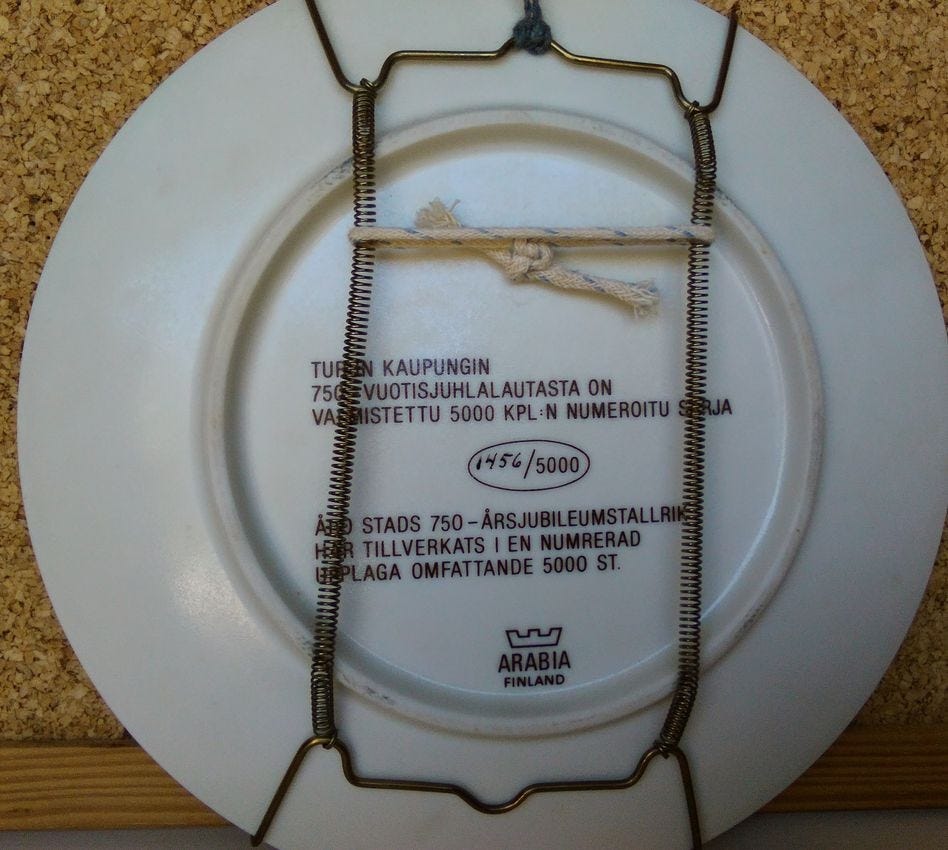 TURUN KAUPUNGIN
750-VUOTISJUHLALAUTASTA ON
VALMISTETTU 5000 KPL:N NUMEROITU SARJA
1456/5000
ÅBO STADS 750-ÅRSJUBILEUMSTALLRIK
HAR TILLVERKATS I EN NUMRERAD
UPPLAGA OMFATTANDE 5000 ST.
ARABIA
FINLAND